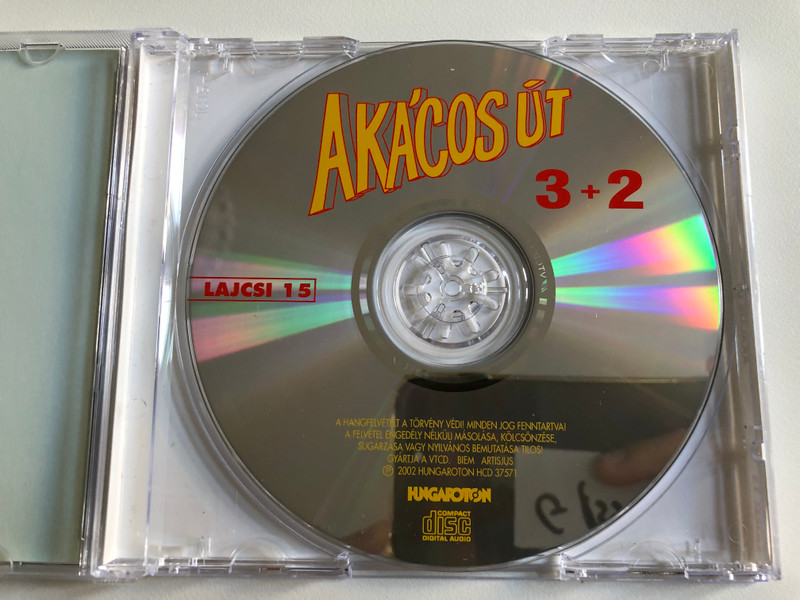 AKÁCOS ÚT
3+2
LAJCSI 15
A HANGFELVÉTELT A TÖRVÉNY VÉDI! MINDEN JOG FENNTARTVA!
A FELVÉTEL ENGEDÉLY NÉLKÜLI MÁSOLÁSA, KÖLCSÖNZÉSE,
SUGÁRZÁSA VAGY NYILVÁNOS BEMUTATÁSA TILOS!
GYÁRTJA A VTCD. BIEM ARTISJUS
℗ 2002 HUNGAROTON HCD 37571
HUNGAROTON
COMPACT
disc
DIGITAL AUDIO